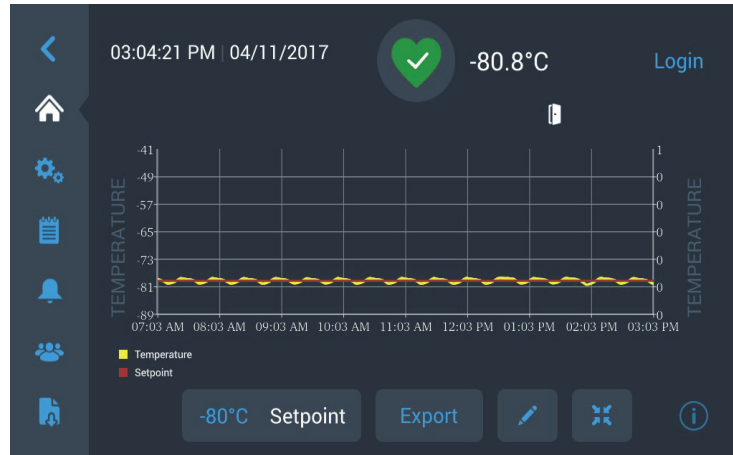 03:04:21 PM | 04/11/2017
-80.8°C
Login
-41
-49
-57
-65
-73
-81
-89
TEMPERATURE
1
0
0
0
0
0
0
TEMPERATURE
07:03 AM 08:03 AM 09:03 AM 10:03 AM 11:03 AM 12:03 PM 01:03 PM 02:03 PM 03:03 PM
Temperature
Setpoint
-80°C Setpoint
Export